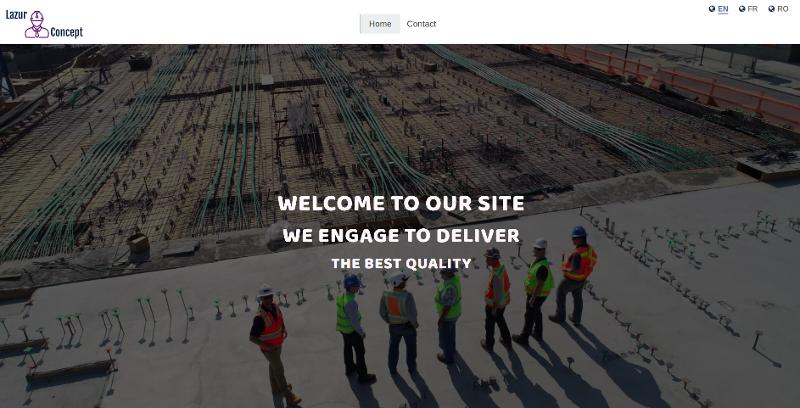 Lazur
Concept
Home
Contact
EN
FR
RO
WELCOME TO OUR SITE
WE ENGAGE TO DELIVER
THE BEST QUALITY